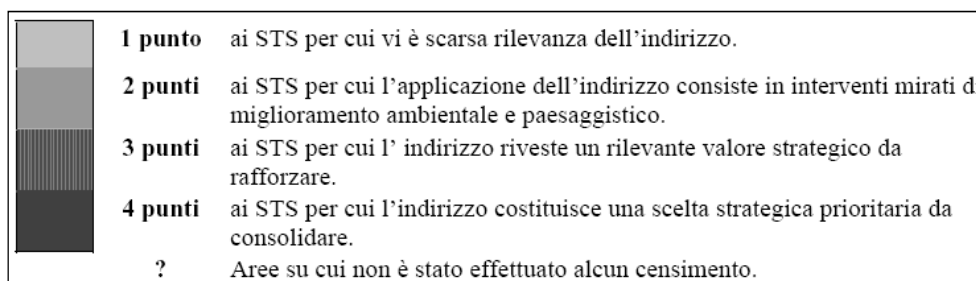 1 punto ai STS per cui vi è scarsa rilevanza dell’indirizzo.
2 punti ai STS per cui l’applicazione dell’indirizzo consiste in interventi mirati d
miglioramento ambientale e paesaggistico.
3 punti ai STS per cui l’ indirizzo riveste un rilevante valore strategico da
rafforzare.
4 punti ai STS per cui l’indirizzo costituisce una scelta strategica prioritaria da
consolidare.
? Aree su cui non è stato effettuato alcun censimento.